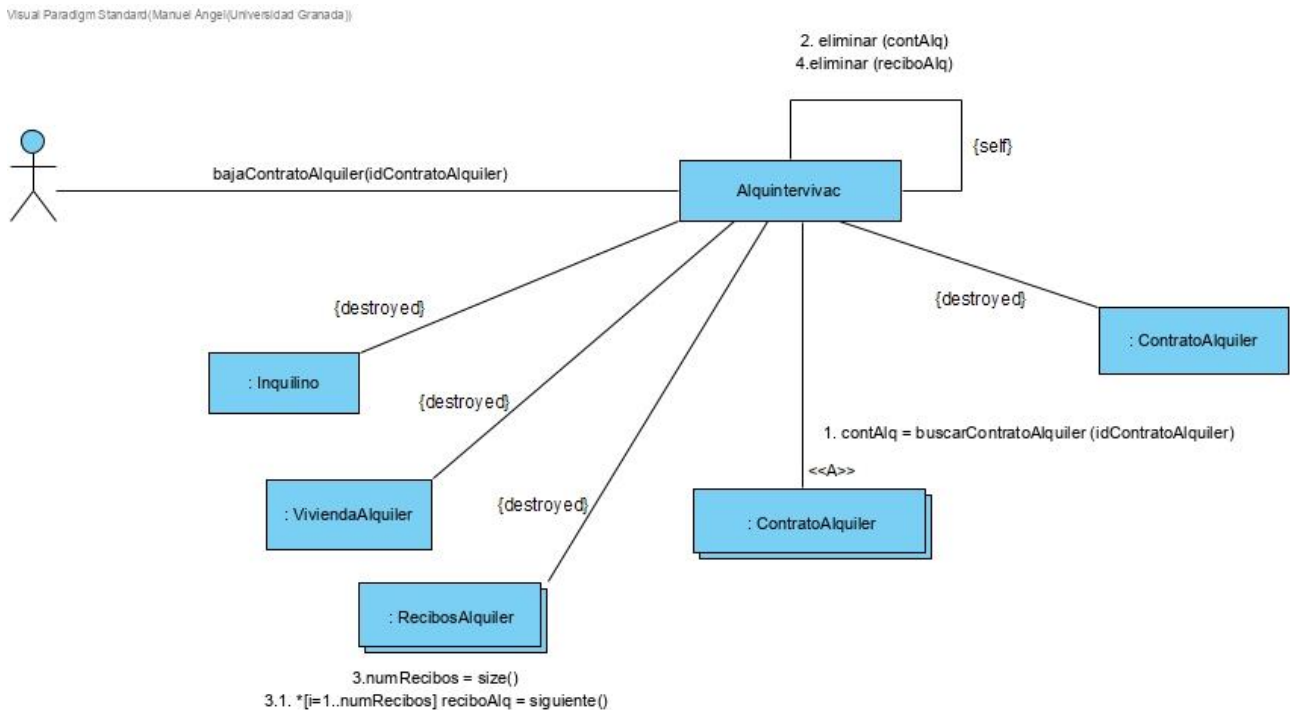 Visual Paradigm Standard(Manuel Ángel(Universidad Granada))
2. eliminar (contAlq)
4.eliminar (reciboAlq)
{self}
bajaContratoAlquiler(idContratoAlquiler)
Alquintervivac
{destroyed}
{destroyed}
: ContratoAlquiler
: Inquilino
{destroyed}
1. contAlq = buscarContratoAlquiler (idContratoAlquiler)
<<A>>
{destroyed}
: ViviendaAlquiler
: ContratoAlquiler
: RecibosAlquiler
3.numRecibos = size()
3.1. *[i=1..numRecibos] reciboAlq = siguiente()